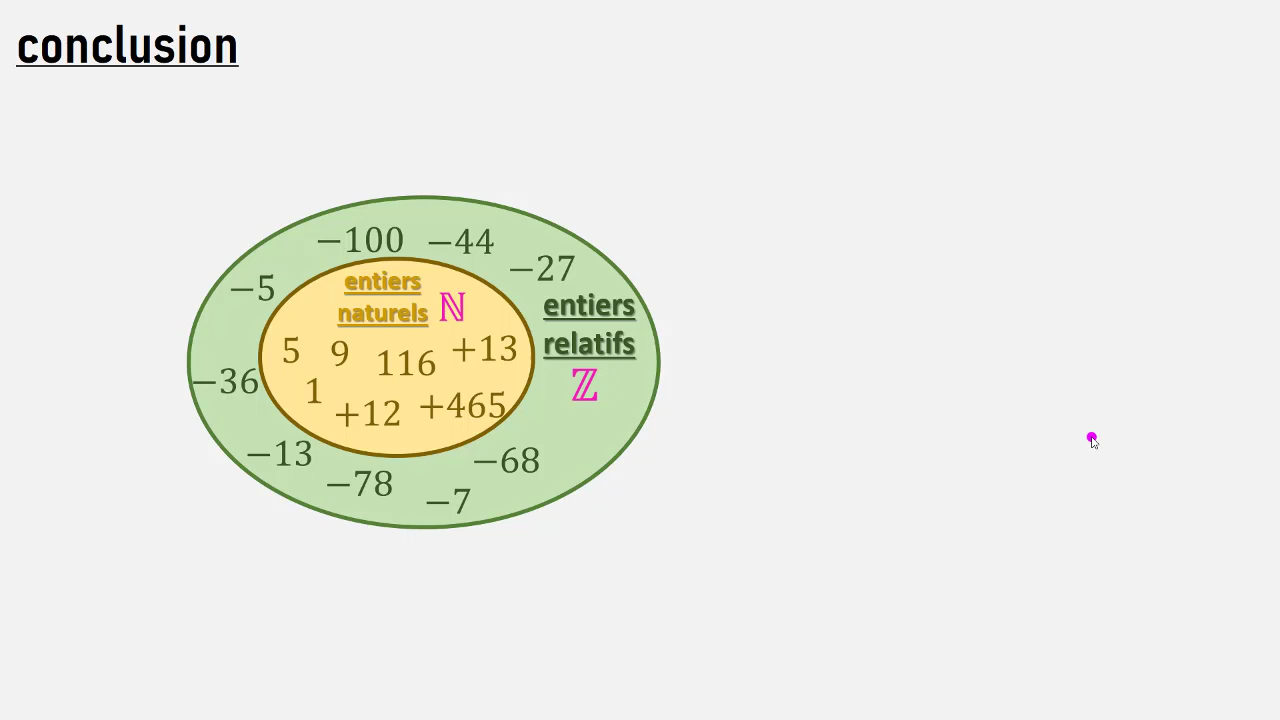 conclusion
−100 −44
−27
−5
entiers
naturels ℕ
entiers
relatifs
ℤ
5 9 116 +13
1 +12 +465
−36
−13
−78
−7
−68